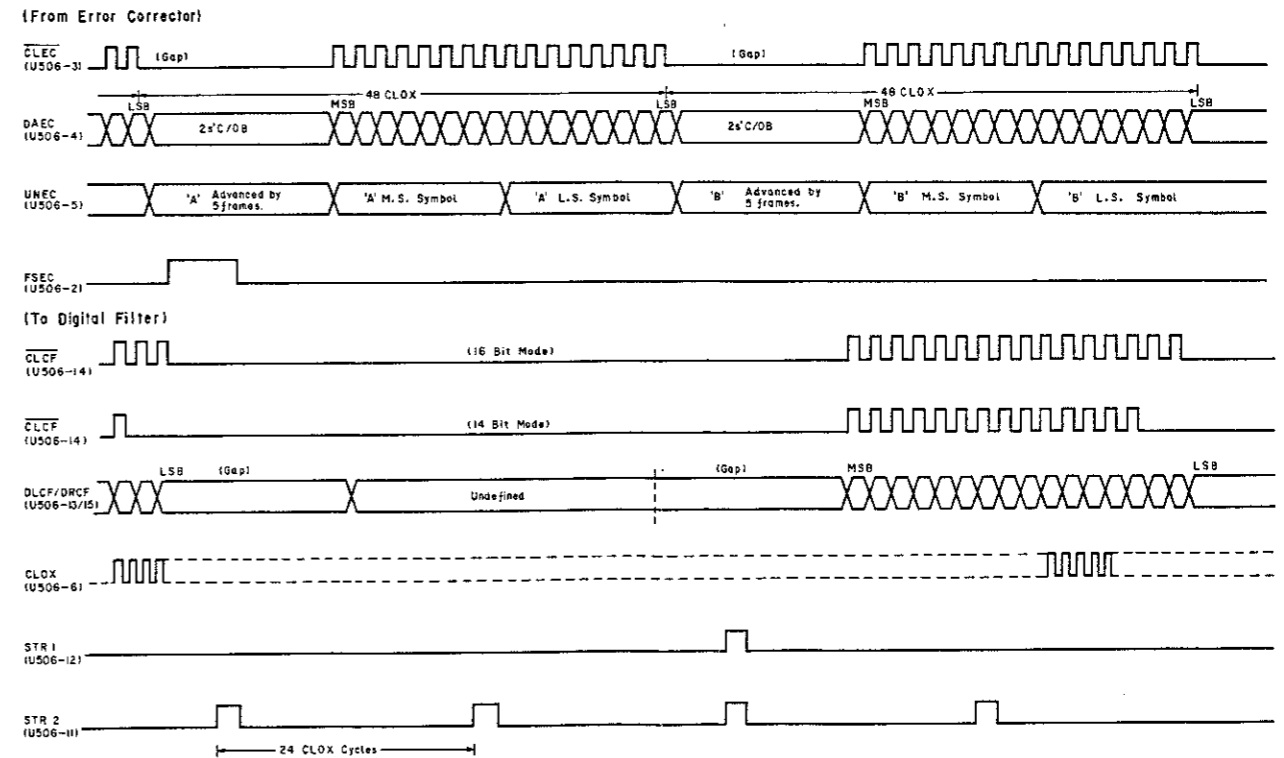 (From Error Corrector)
CLEC
(U506-3)
(Gap)
(Gap)
LSB
48 CLOX
MSB
LSB
48 CLOX
MSB
LSB
DAEC
(U506-4)
2s'C/OB
2s'C/OB
UNEC
(U506-5)
'A' Advanced by
5 frames.
'A' M.S. Symbol
'A' L.S. Symbol
'B' Advanced by
5 frames.
'B' M.S. Symbol
'B' L.S. Symbol
FSEC
(U506-2)
(To Digital Filter)
CLCF
(U506-14)
(16 Bit Mode)
CLCF
(U506-14)
(14 Bit Mode)
LSB
(Gap)
(Gap)
MSB
LSB
DLCF/DRCF
(U506-13/15)
Undefined
CLOX
(U506-6)
STR 1
(U506-12)
STR 2
(U506-11)
24 CLOX Cycles